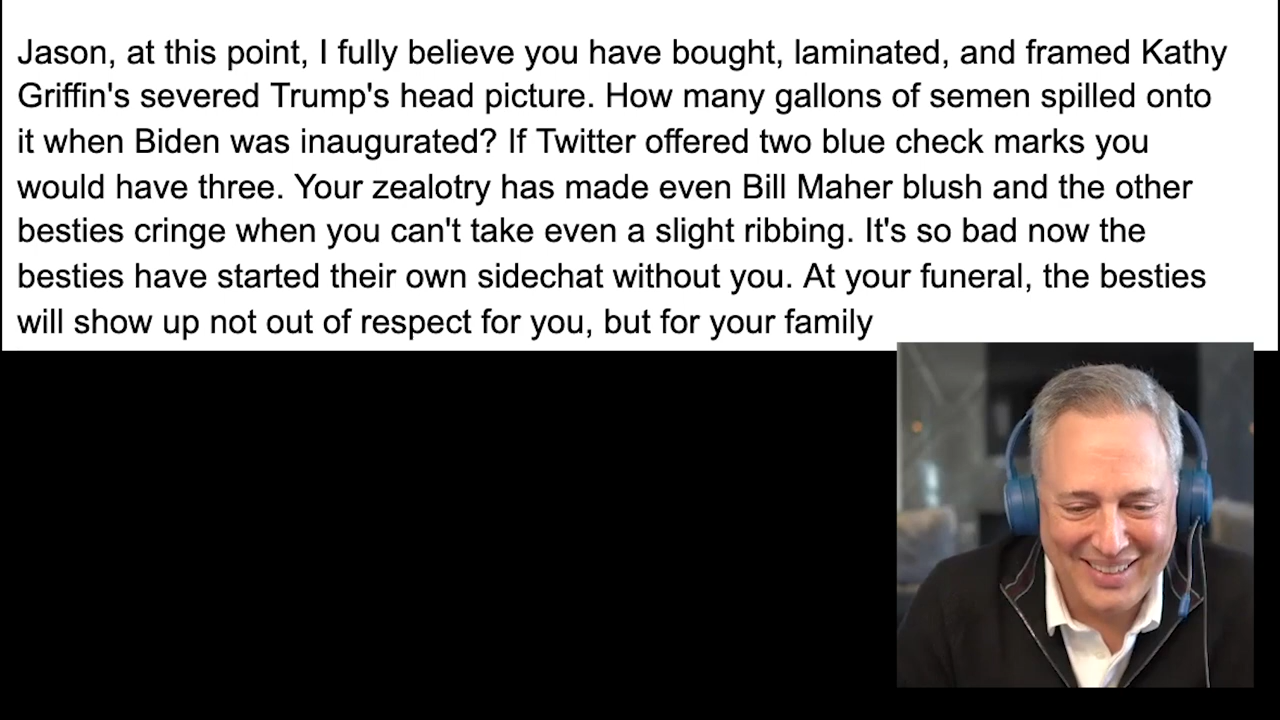 Jason, at this point, I fully believe you have bought, laminated, and framed Kathy
Griffin's severed Trump's head picture. How many gallons of semen spilled onto
it when Biden was inaugurated? If Twitter offered two blue check marks you
would have three. Your zealotry has made even Bill Maher blush and the other
besties cringe when you can't take even a slight ribbing. It's so bad now the
besties have started their own sidechat without you. At your funeral, the besties
will show up not out of respect for you, but for your family